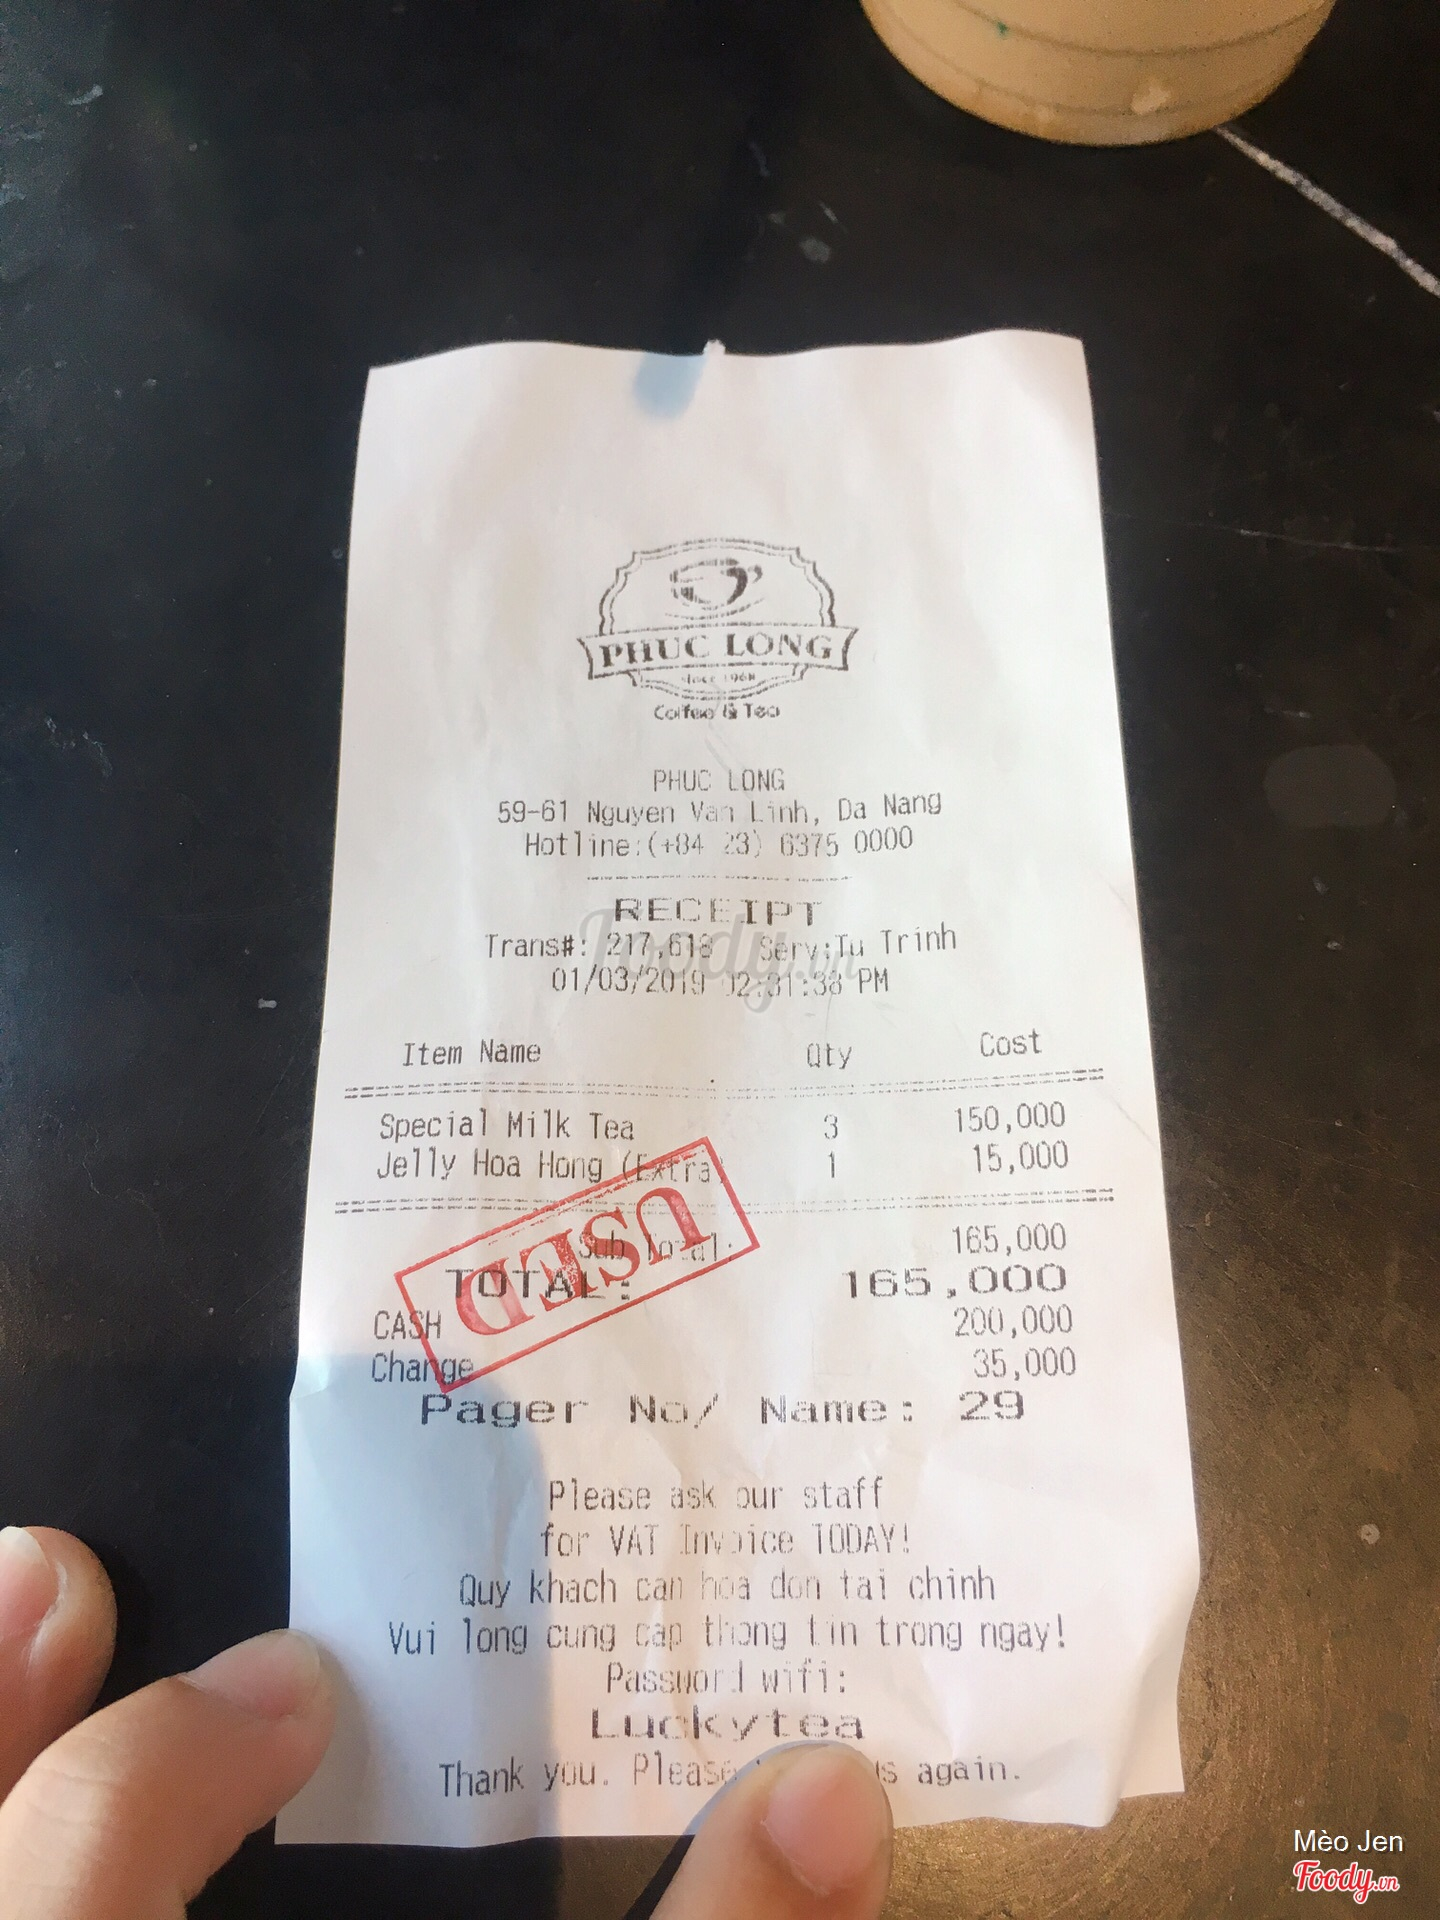 PHUC LONG
since 1968
Coffee & Tea
PHUC LONG
59-61 Nguyen Van Linh, Da Nang
Hotline:(+84 23) 6375 0000
RECEIPT
Trans#: 217,618 Serv:Tu Trinh
01/03/2019 02:31:38 PM
Foody.vn
Item Name Qty Cost
Special Milk Tea 3 150,000
Jelly Hoa Hong (Extra) 1 15,000
USED
Sub Total: 165,000
TOTAL: 165,000
CASH 200,000
Change 35,000
Pager No/ Name: 29
Please ask our staff
for VAT Invoice TODAY!
Quy khach can hoa don tai chinh
Vui long cung cap thong tin trong ngay!
Password wifi:
Luckytea
Thank you. Please us again.
Mèo Jen
Foody.vn